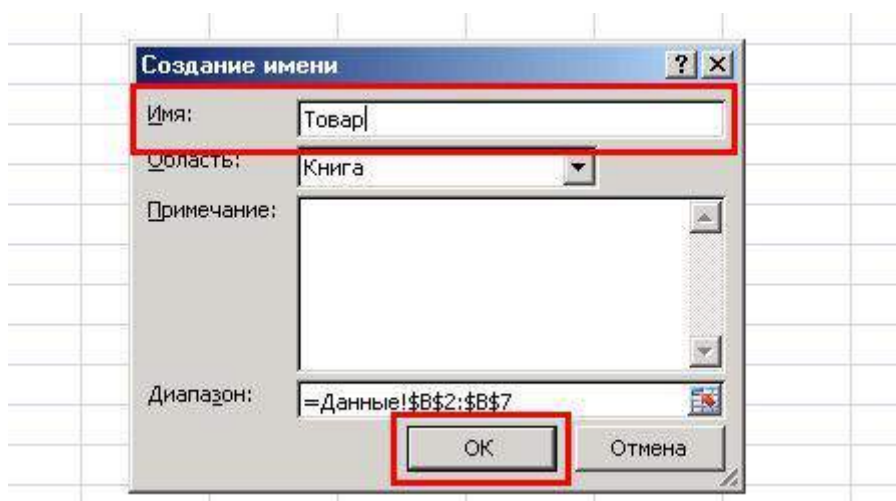 Создание имени
Имя:
Товар
Область:
Книга
Примечание:
Диапазон:
=Данные!$B$2:$B$7
ОК
Отмена